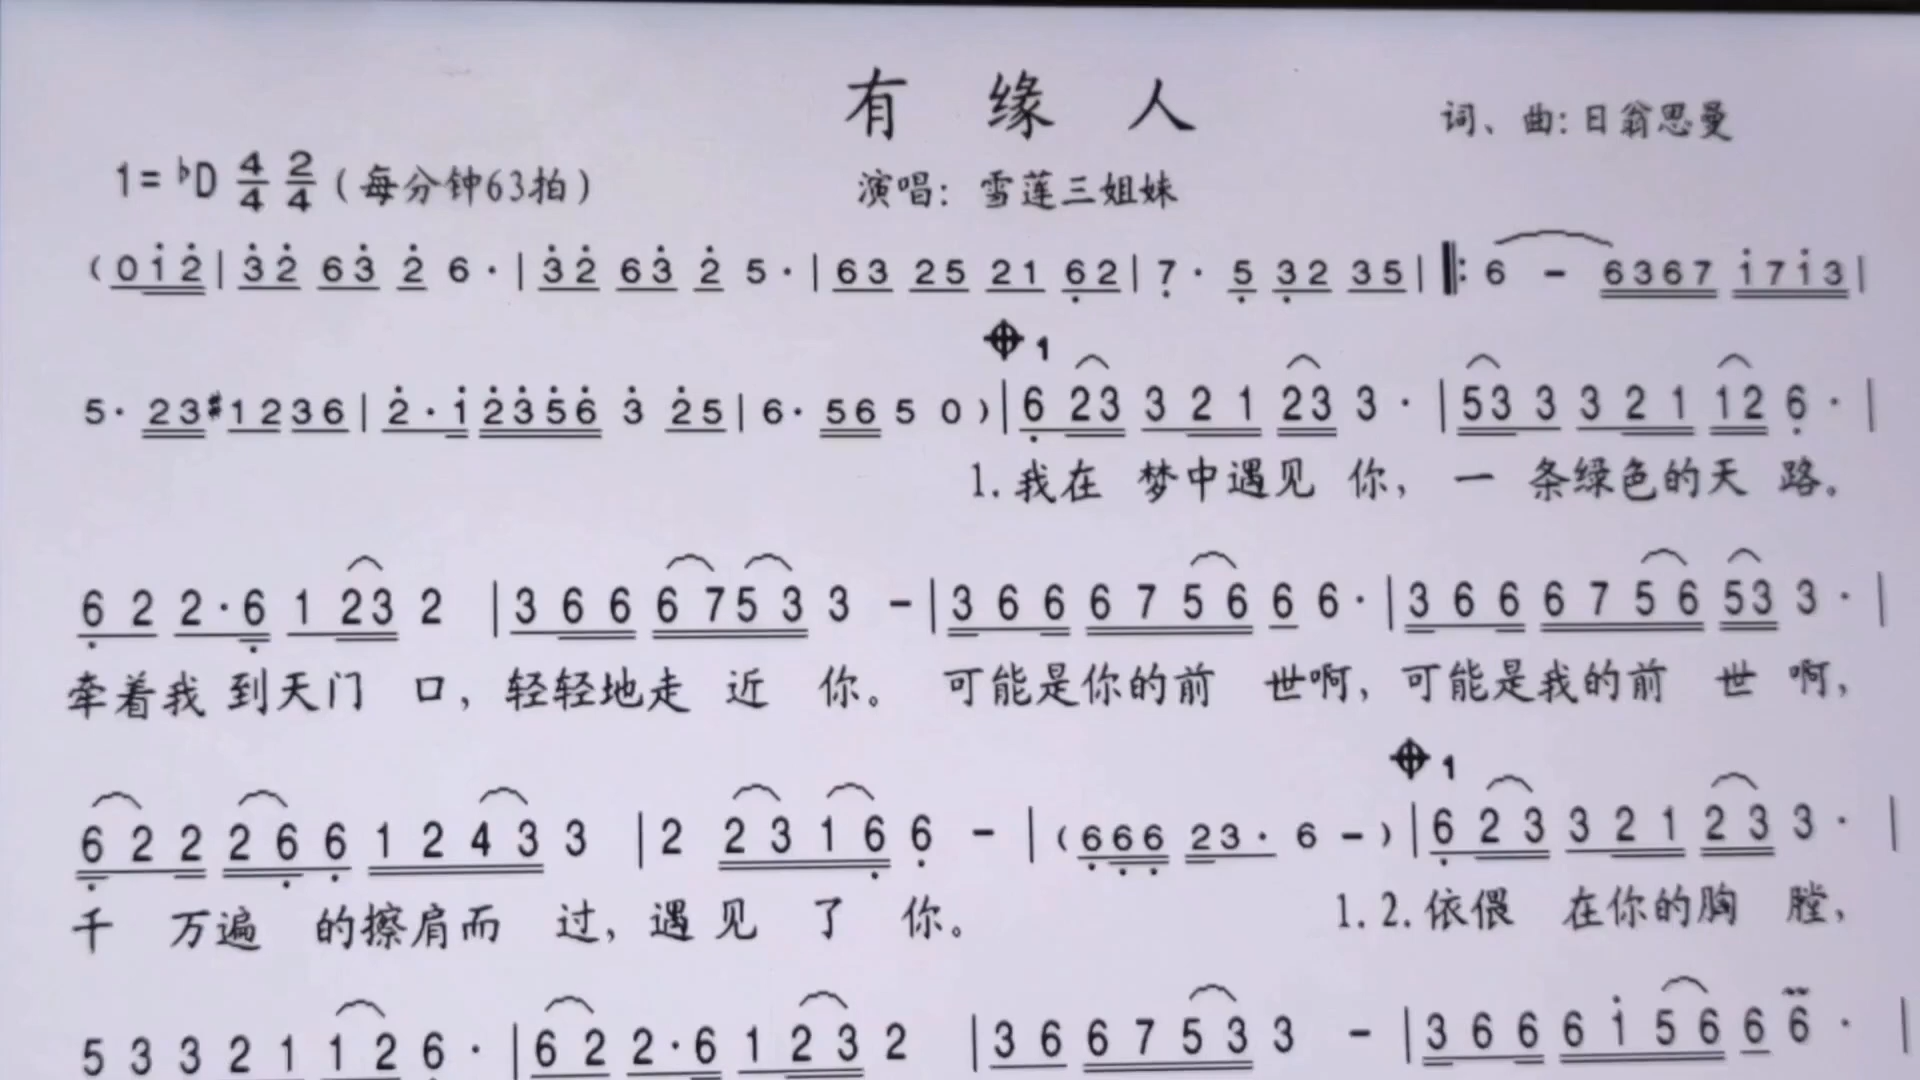 有 缘 人
词、曲:日翁思曼
1= ♭D 4/4 2/4 (每分钟63拍)
演唱: 雪莲三姐妹
(0 i̇ 2̇ | 3̇ 2̇ 6 3̇ 2̇ 6 · | 3̇ 2̇ 6 3̇ 2̇ 5 · | 6 3 2 5 2 1 6̣ 2 | 7̣ · 5̣ 3̣ 2 3 5 | ‖: 6 – 6 3 6 7 i̇ 7 i̇ 3 |
1
5 · 2 3 #1 2 3 6 | 2̇ · i̇ 2̇ 3̇ 5̇ 6̇ 3̇ 2̇ 5 | 6 · 5 6 5 0 ) | 6̣ 2 3 3 2 1 2 3 3 · | 5 3 3 3 2 1 1 2 6̣ · |
1. 我在 梦中遇见 你, 一 条绿色的天 路。
6̣ 2 2 · 6̣ 1 2 3 2 | 3 6 6 6 7 5 3 3 – | 3 6 6 6 7 5 6 6 6 · | 3 6 6 6 7 5 6 5 3 3 · |
牵着我 到天门 口, 轻轻地走 近 你。 可能是你的前 世啊, 可能是我的前 世 啊,
1
6̣ 2 2 2 6̣ 6̣ 1 2 4 3 3 | 2 2 3 1 6̣ 6̣ – | ( 6̣ 6̣ 6̣ 2 3 · 6 – ) | 6̣ 2 3 3 2 1 2 3 3 · |
千 万遍 的擦肩而 过, 遇 见 了 你。 1. 2. 依偎 在你的胸 膛,
5 3 3 2 1 1 2 6̣ · | 6 2 2 · 6 1 2 3 2 | 3 6 6 7 5 3 3 – | 3 6 6 6 i̇ 5 6 6 6 · |